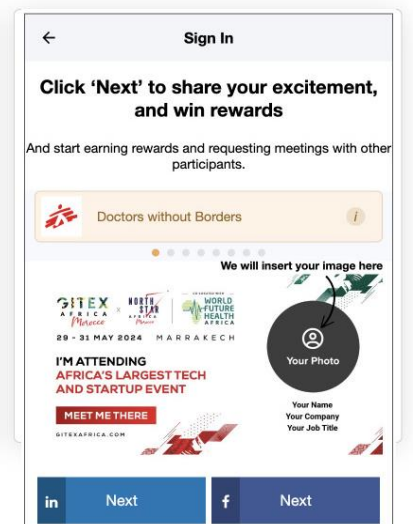 Sign In
Click ‘Next’ to share your excitement,
and win rewards
And start earning rewards and requesting meetings with other
participants.
Doctors without Borders
i
We will insert your image here
GITEX
AFRICA
Morocco
NORTH
STAR
AFRICA
Morocco
WORLD
FUTURE
HEALTH
AFRICA
29 - 31 MAY 2024 MARRAKECH
I'M ATTENDING
AFRICA'S LARGEST TECH
AND STARTUP EVENT
MEET ME THERE
GITEXAFRICA.COM
Your Photo
Your Name
Your Company
Your Job Title
in Next
f Next